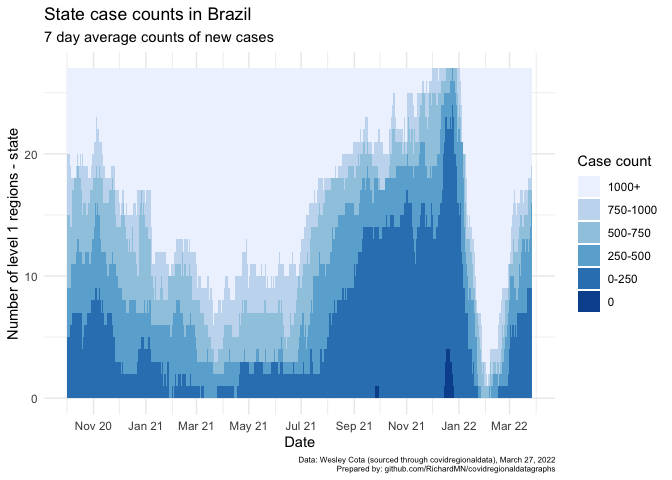 State case counts in Brazil
7 day average counts of new cases
Number of level 1 regions - state
20
10
0
Nov 20 Jan 21 Mar 21 May 21 Jul 21 Sep 21 Nov 21 Jan 22 Mar 22
Date
Case count
1000+
750-1000
500-750
250-500
0-250
0
Data: Wesley Cota (sourced through covidregionaldata), March 27, 2022
Prepared by: github.com/RichardMN/covidregionaldatagraphs